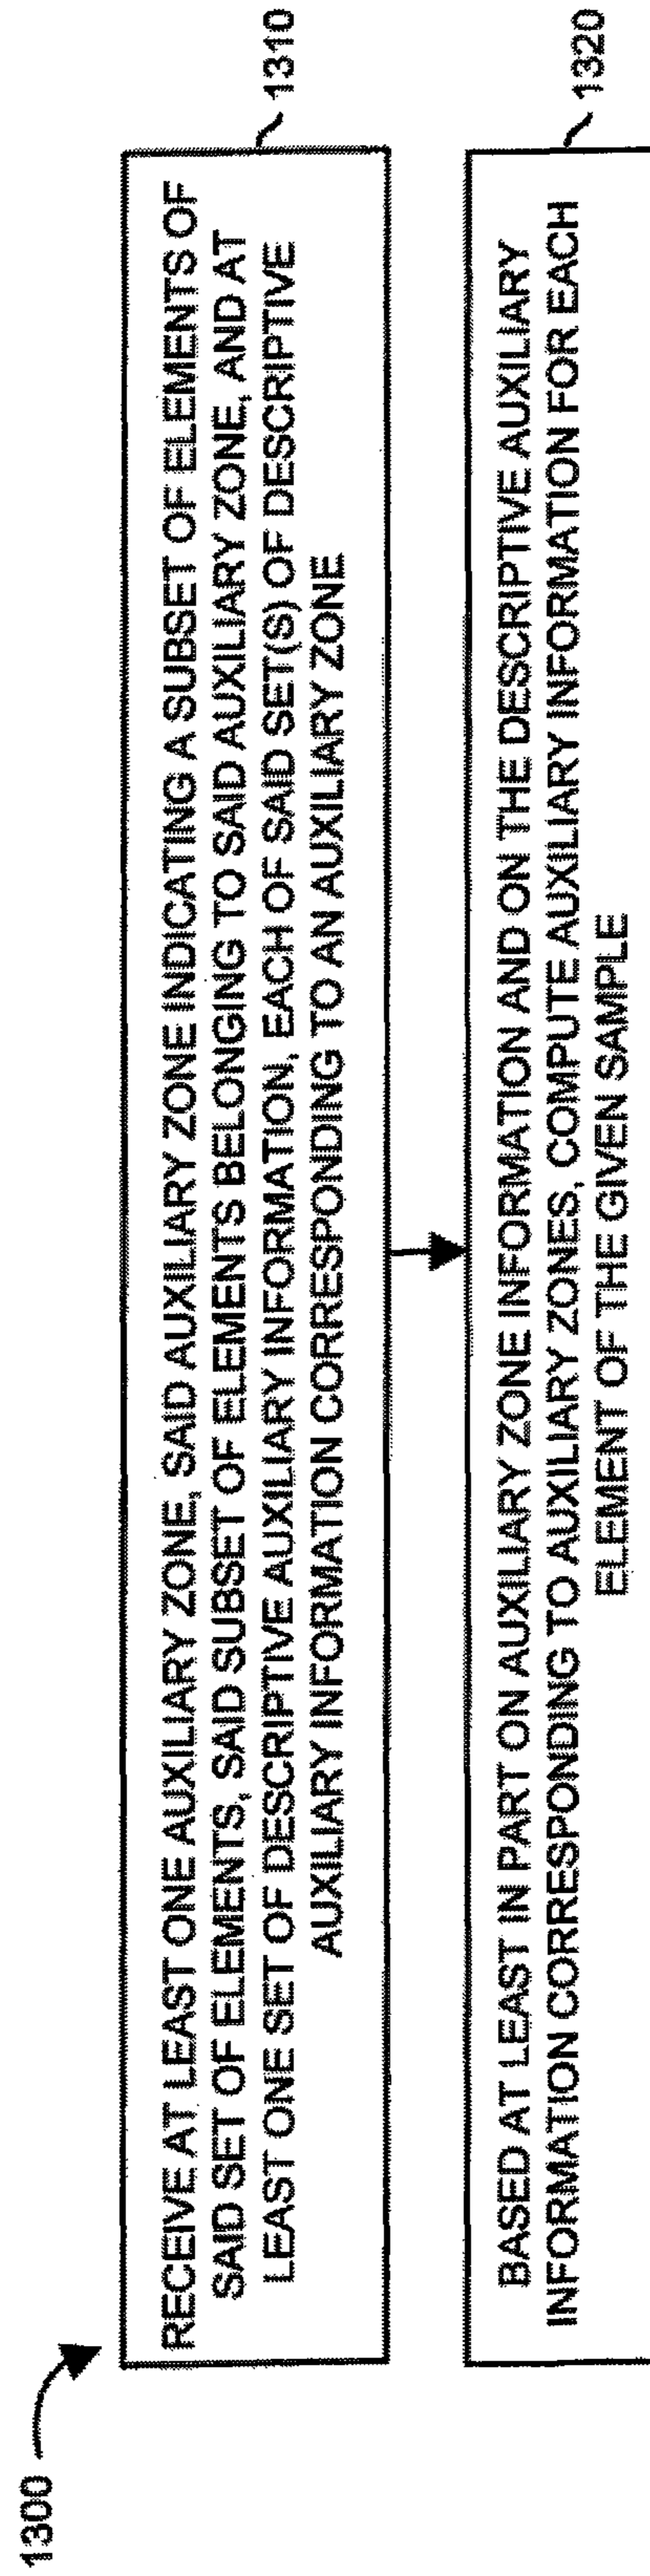 1300
RECEIVE AT LEAST ONE AUXILIARY ZONE, SAID AUXILIARY ZONE INDICATING A SUBSET OF ELEMENTS OF
SAID SET OF ELEMENTS, SAID SUBSET OF ELEMENTS BELONGING TO SAID AUXILIARY ZONE, AND AT
LEAST ONE SET OF DESCRIPTIVE AUXILIARY INFORMATION, EACH OF SAID SET(S) OF DESCRIPTIVE
AUXILIARY INFORMATION CORRESPONDING TO AN AUXILIARY ZONE
1310
BASED AT LEAST IN PART ON AUXILIARY ZONE INFORMATION AND ON THE DESCRIPTIVE AUXILIARY
INFORMATION CORRESPONDING TO AUXILIARY ZONES, COMPUTE AUXILIARY INFORMATION FOR EACH
ELEMENT OF THE GIVEN SAMPLE
1320